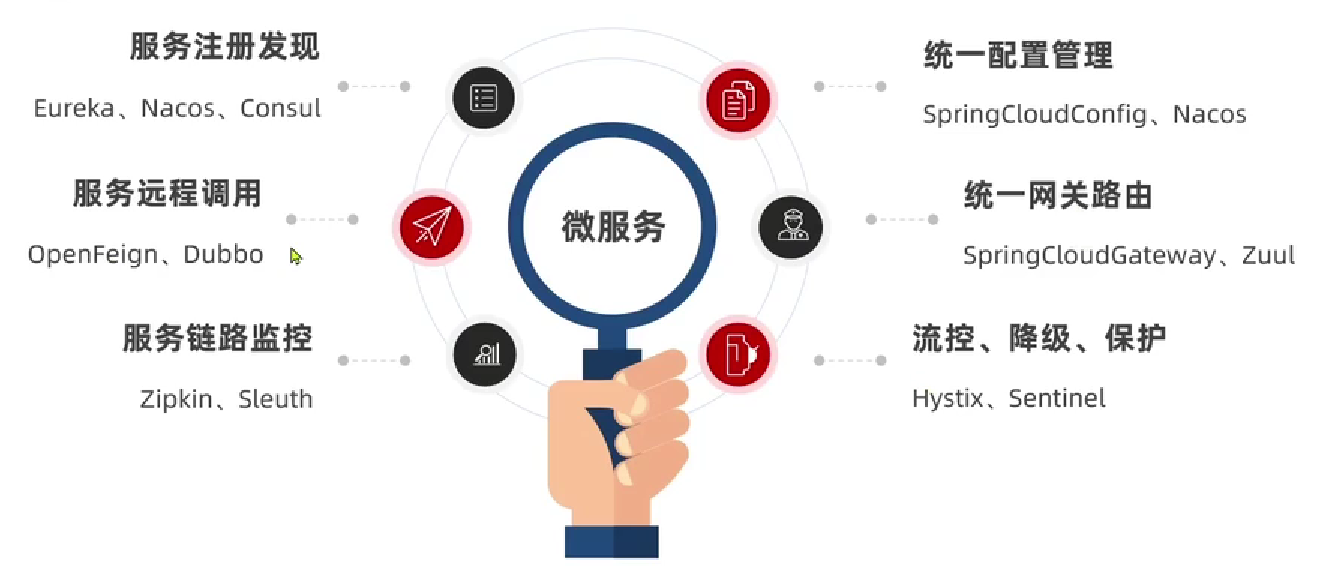 服务注册发现
Eureka、Nacos、Consul
服务远程调用
OpenFeign、Dubbo
服务链路监控
Zipkin、Sleuth
微服务
统一配置管理
SpringCloudConfig、Nacos
统一网关路由
SpringCloudGateway、Zuul
流控、降级、保护
Hystix、Sentinel